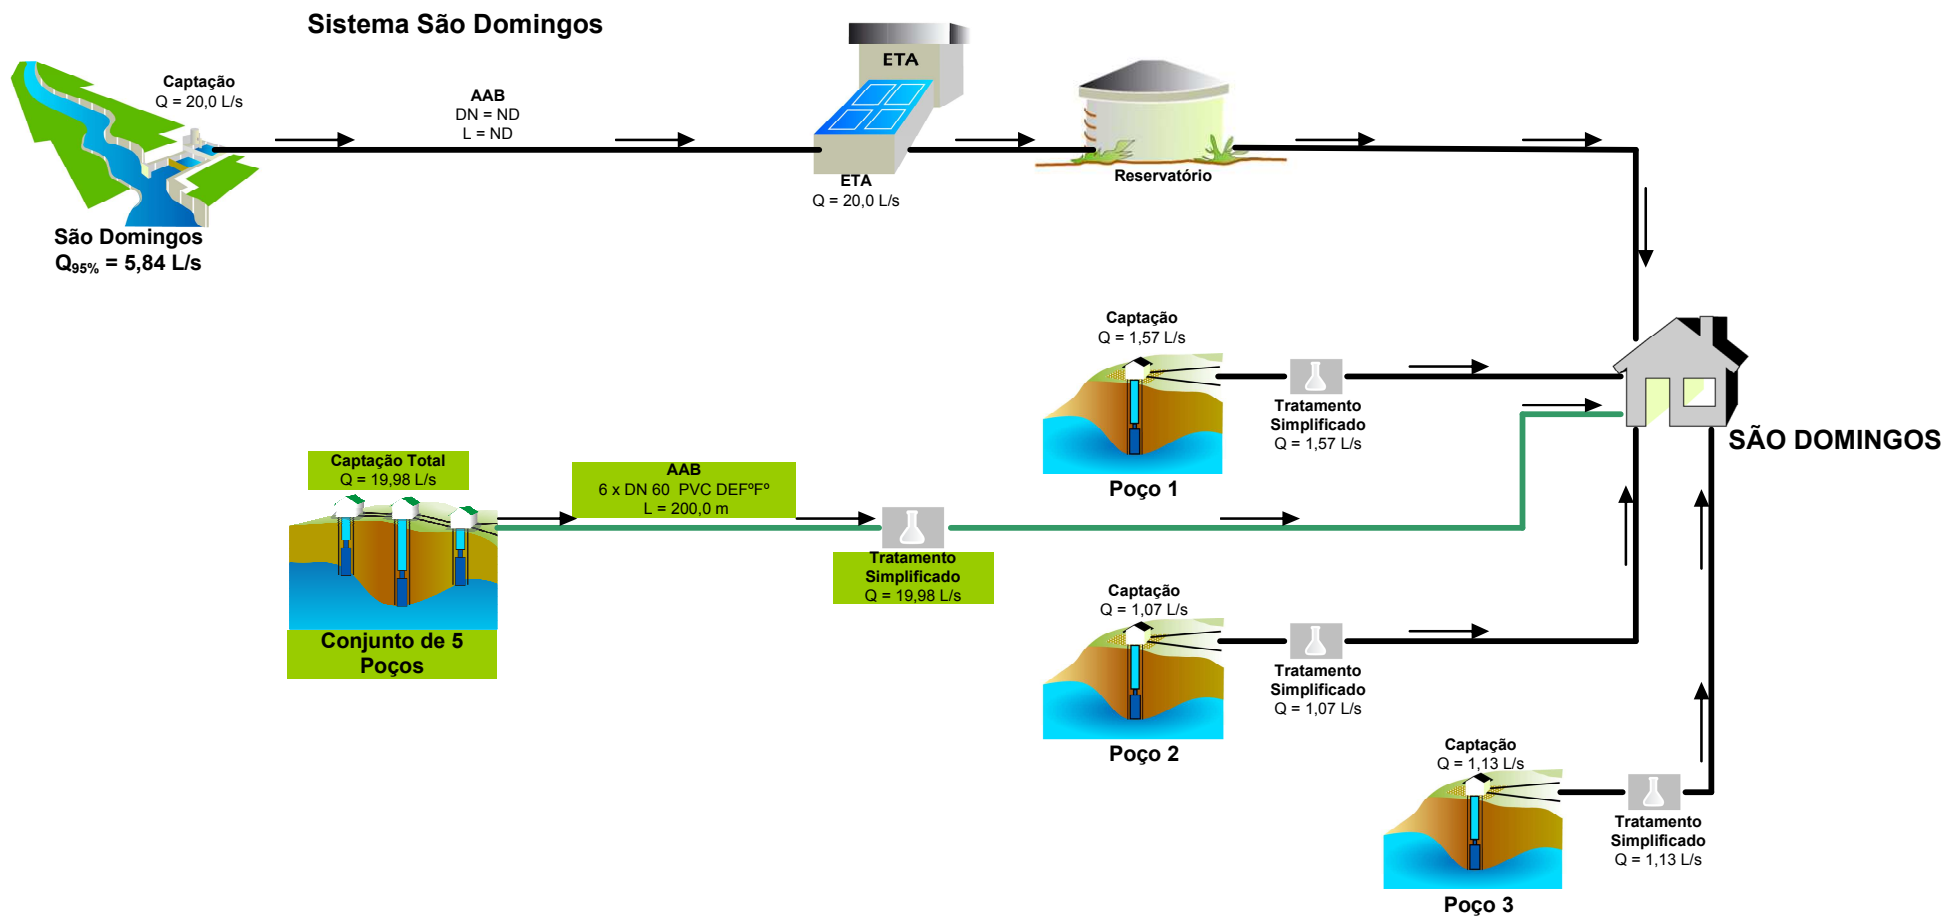 Sistema São Domingos
Captação
Q = 20,0 L/s
AAB
DN = ND
L = ND
ETA
ETA
Q = 20,0 L/s
Reservatório
São Domingos
Q95% = 5,84 L/s
Captação
Q = 1,57 L/s
Tratamento
Simplificado
Q = 1,57 L/s
Poço 1
SÃO DOMINGOS
Captação Total
Q = 19,98 L/s
AAB
6 x DN 60 PVC DEFºFº
L = 200,0 m
Tratamento
Simplificado
Q = 19,98 L/s
Conjunto de 5
Poços
Captação
Q = 1,07 L/s
Tratamento
Simplificado
Q = 1,07 L/s
Poço 2
Captação
Q = 1,13 L/s
Tratamento
Simplificado
Q = 1,13 L/s
Poço 3